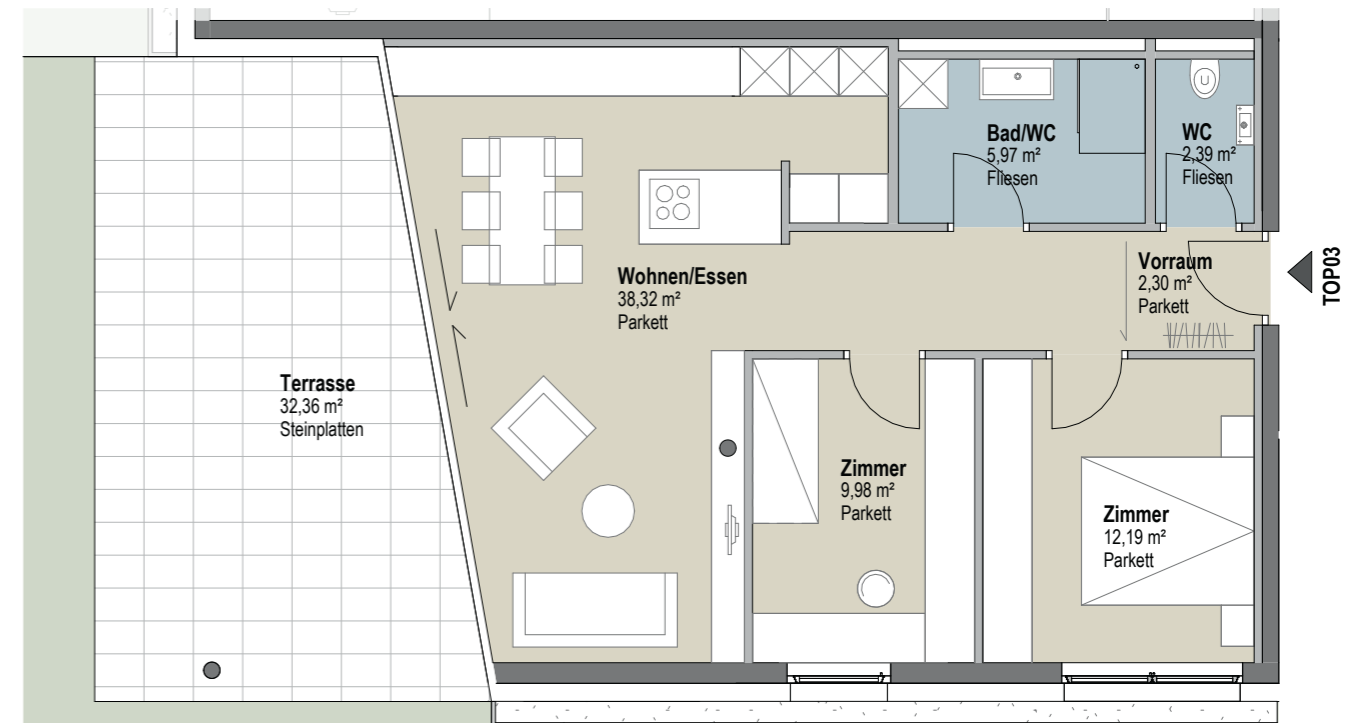 Bad/WC
5,97 m²
Fliesen
WC
2,39 m²
Fliesen
Wohnen/Essen
38,32 m²
Parkett
Vorraum
2,30 m²
Parkett
TOP03
Terrasse
32,36 m²
Steinplatten
Zimmer
9,98 m²
Parkett
Zimmer
12,19 m²
Parkett